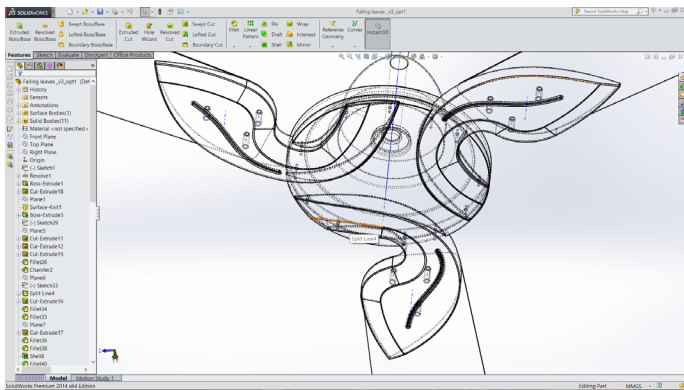 SOLIDWORKS
Falling leaves _v3_opt1
Search SolidWorks Help
Extruded Boss/Base
Revolved Boss/Base
Swept Boss/Base
Lofted Boss/Base
Boundary Boss/Base
Extruded Cut
Hole Wizard
Revolved Cut
Swept Cut
Lofted Cut
Boundary Cut
Fillet
Linear Pattern
Rib
Draft
Shell
Wrap
Intersect
Mirror
Reference Geometry
Curves
Instant3D
Features Sketch Evaluate DimXpert Office Products
Falling leaves _v3_opt1 (Def
History
Sensors
Annotations
Surface Bodies(1)
Solid Bodies(11)
Material <not specified>
Front Plane
Top Plane
Right Plane
Origin
(-) Sketch1
Revolve1
Boss-Extrude1
Cut-Extrude18
Plane1
Surface-Knit1
Boss-Extrude3
(-) Sketch29
Plane5
Cut-Extrude11
Cut-Extrude12
Cut-Extrude15
Fillet26
Chamfer2
Plane6
(-) Sketch33
Split Line4
Cut-Extrude16
Fillet34
Fillet35
Plane7
Cut-Extrude17
Fillet36
Fillet38
Shell8
Fillet40
Split Line4
Z
Model Motion Study 1
SolidWorks Premium 2014 x64 Edition
Editing Part
MMGS